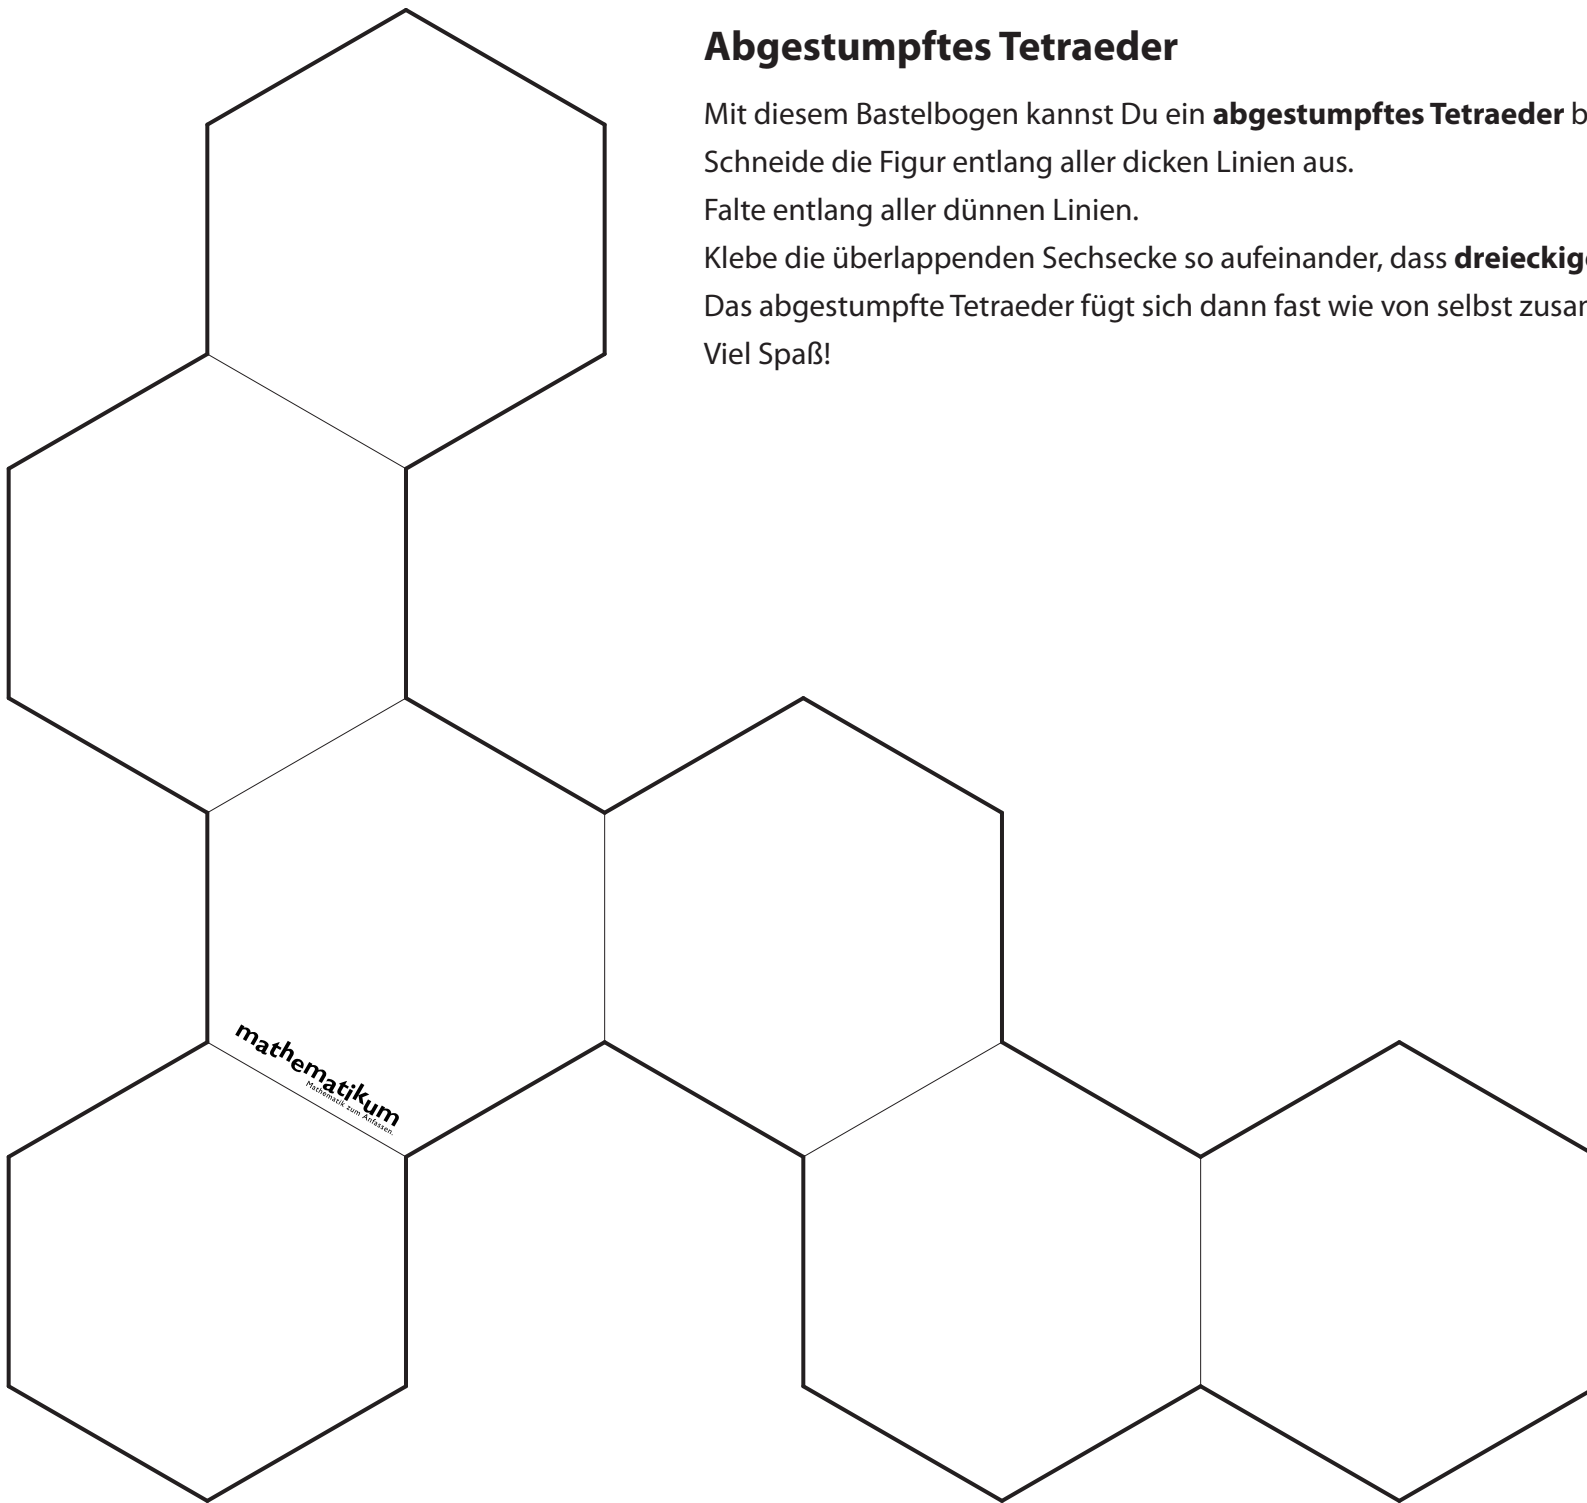 Abgestumpftes Tetraeder
Mit diesem Bastelbogen kannst Du ein abgestumpftes Tetraeder b
Schneide die Figur entlang aller dicken Linien aus.
Falte entlang aller dünnen Linien.
Klebe die überlappenden Sechsecke so aufeinander, dass dreieckig
Das abgestumpfte Tetraeder fügt sich dann fast wie von selbst zusa
Viel Spaß!
mathematikum
Mathematik zum Anfassen.